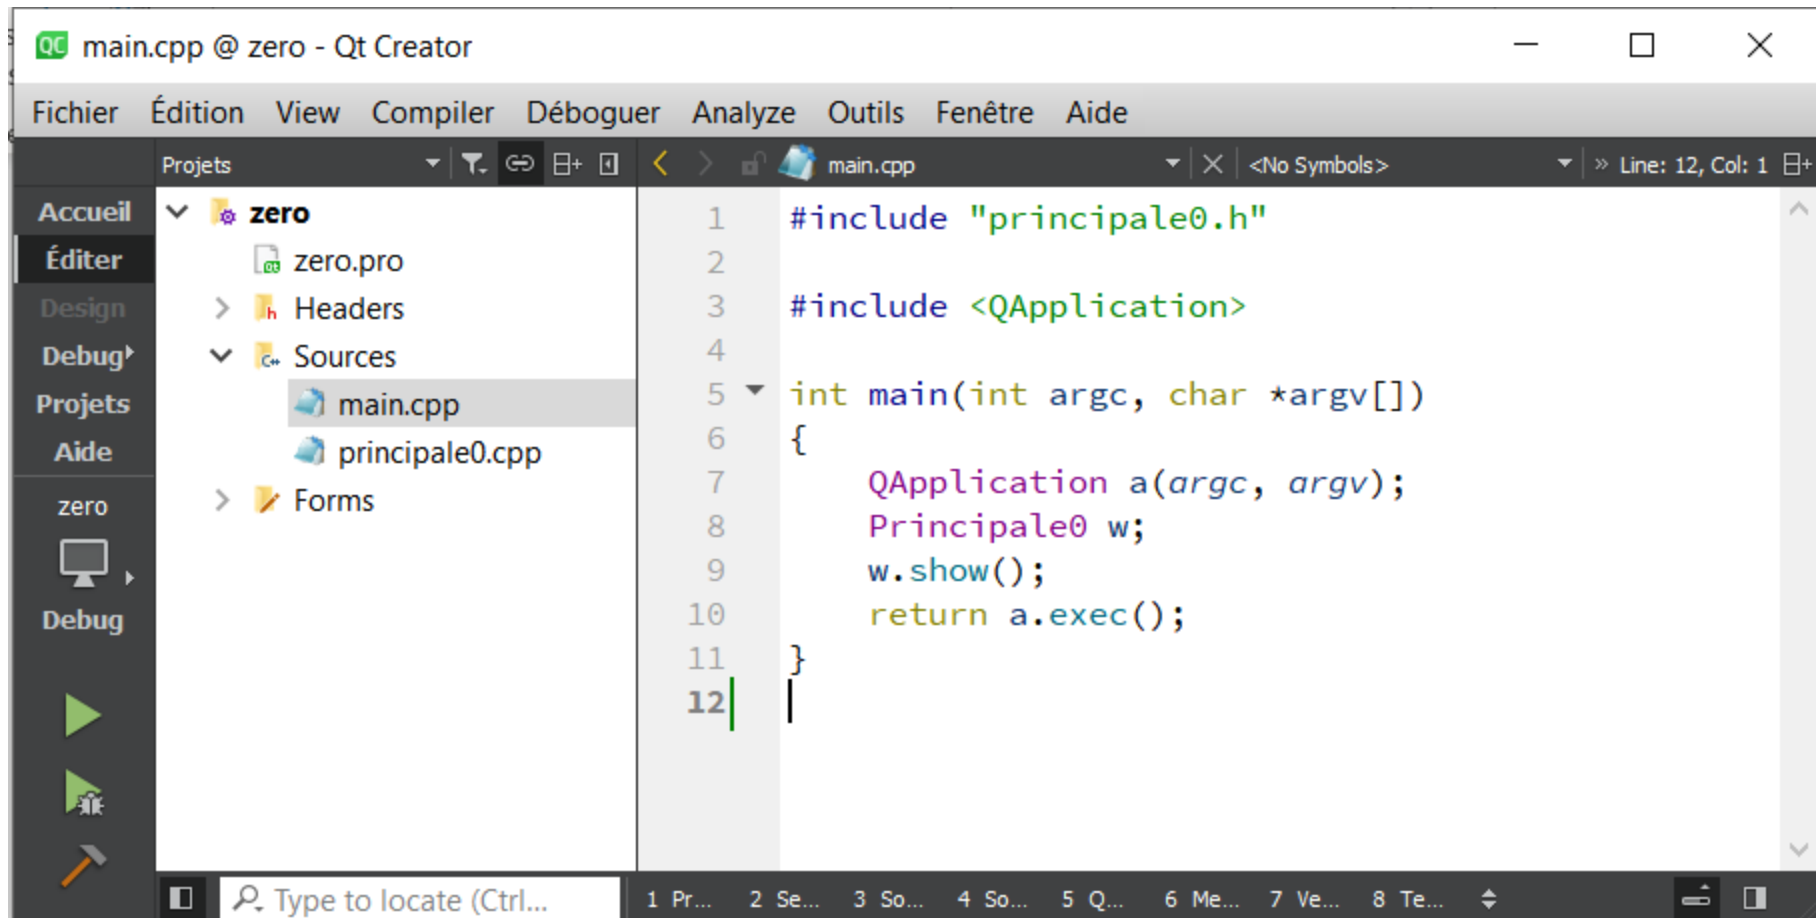 QC main.cpp @ zero - Qt Creator
Fichier Édition View Compiler Déboguer Analyze Outils Fenêtre Aide
Projets
main.cpp
<No Symbols>
» Line: 12, Col: 1
Accueil
Éditer
Design
Debug
Projets
Aide
zero
Debug
zero
zero.pro
Headers
Sources
main.cpp
principale0.cpp
Forms
1 #include "principale0.h"
2
3 #include <QApplication>
4
5 int main(int argc, char *argv[])
6 {
7 QApplication a(argc, argv);
8 Principale0 w;
9 w.show();
10 return a.exec();
11 }
12
Type to locate (Ctrl...
1 Pr... 2 Se... 3 So... 4 So... 5 Q... 6 Me... 7 Ve... 8 Te...